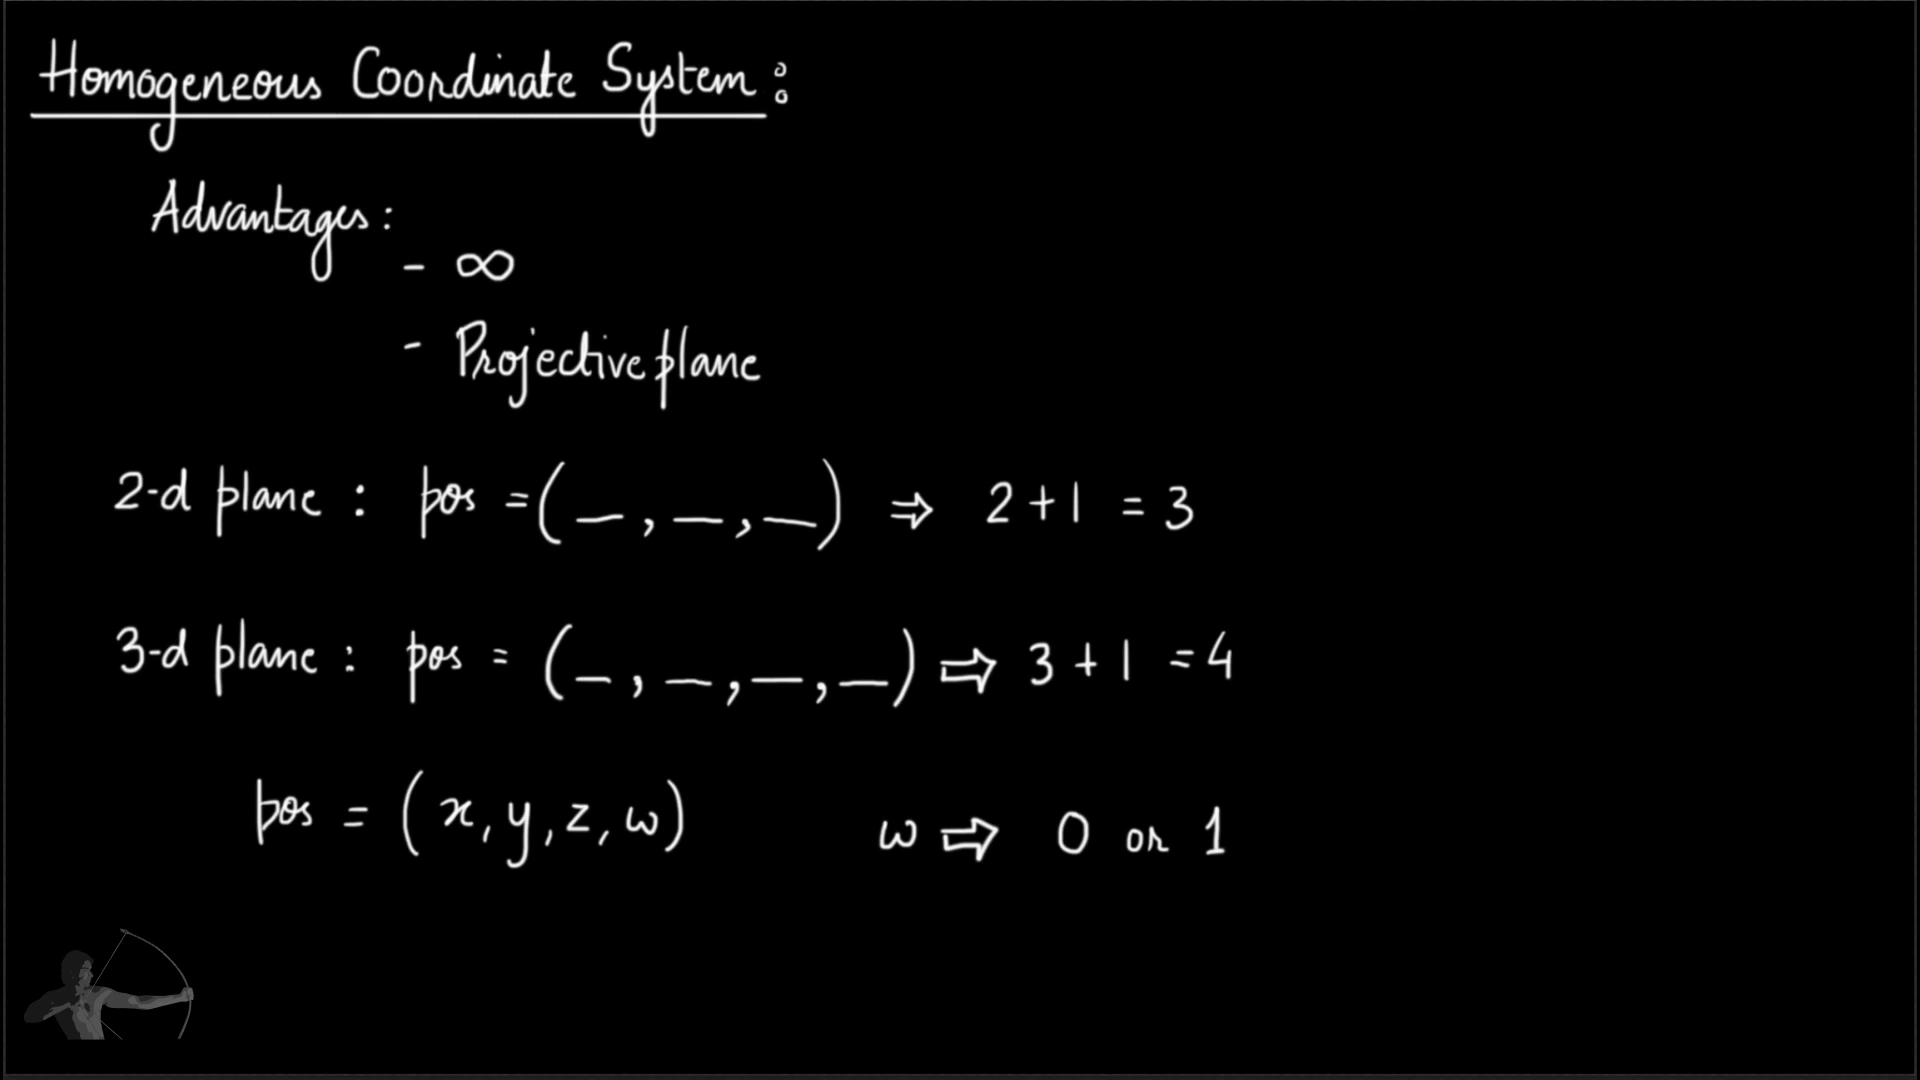 Homogeneous Coordinate System :
Advantages :
- ∞
- Projective plane
2-d plane : pos = ( _ , _ , _ ) ⇒ 2 + 1 = 3
3-d plane : pos = ( _ , _ , _ , _ ) ⇒ 3 + 1 = 4
pos = ( x , y , z , w ) w ⇒ 0 or 1